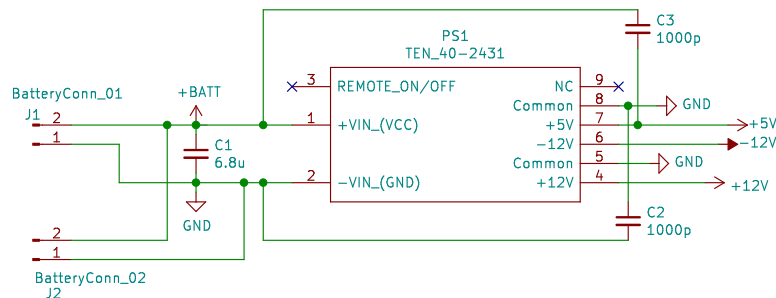 C3
1000p
PS1
TEN_40-2431
BatteryConn_01
J1
2
1
+BATT
C1
6.8u
GND
3
REMOTE_ON/OFF
1
+VIN_(VCC)
2
-VIN_(GND)
NC
9
Common
8
GND
+5V
7
+5V
-12V
6
-12V
Common
5
GND
+12V
4
+12V
C2
1000p
2
1
BatteryConn_02
J2